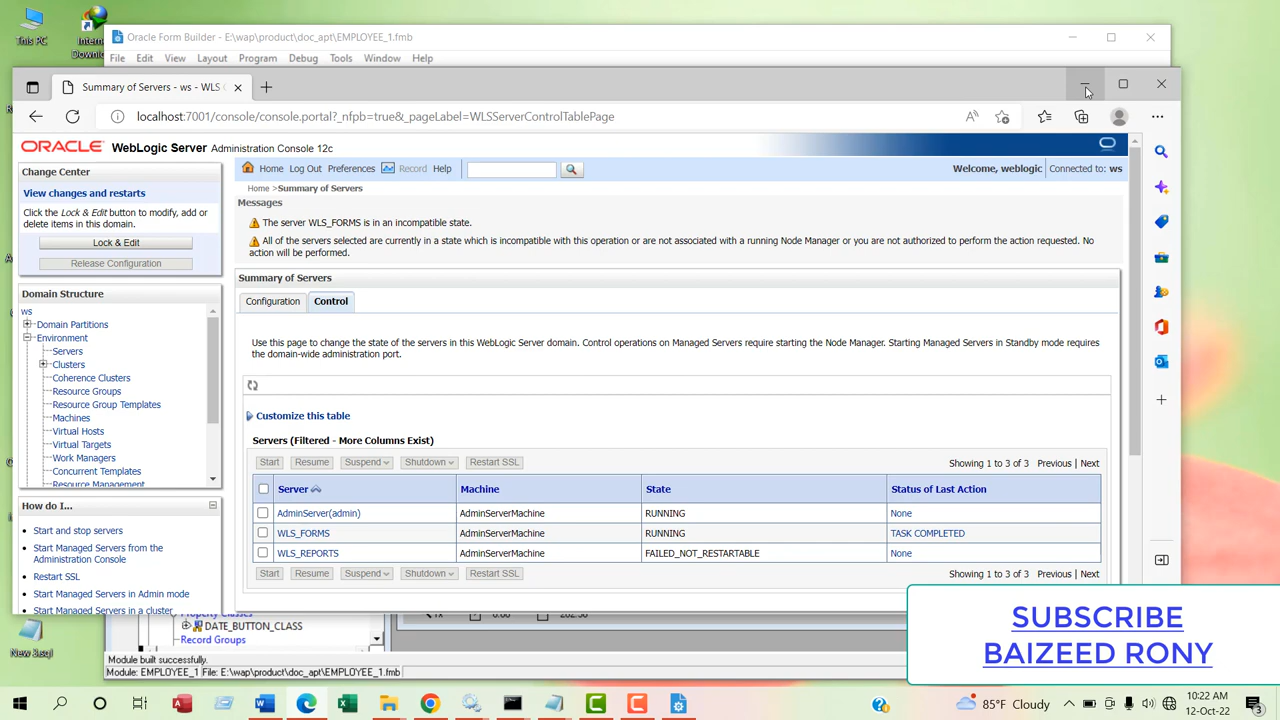 This PC
Internet
Downlo...
Oracle Form Builder - E:\wap\product\doc_apt\EMPLOYEE_1.fmb
File Edit View Layout Program Debug Tools Window Help
Summary of Servers - ws - WLS
localhost:7001/console/console.portal?_nfpb=true&_pageLabel=WLSServerControlTablePage
ORACLE WebLogic Server Administration Console 12c
Change Center
View changes and restarts
Click the Lock & Edit button to modify, add or
delete items in this domain.
Lock & Edit
Release Configuration
Domain Structure
ws
Domain Partitions
Environment
Servers
Clusters
Coherence Clusters
Resource Groups
Resource Group Templates
Machines
Virtual Hosts
Virtual Targets
Work Managers
Concurrent Templates
Resource Management
How do I...
Start and stop servers
Start Managed Servers from the
Administration Console
Restart SSL
Start Managed Servers in Admin mode
Start Managed Servers in a cluster
Home Log Out Preferences Record Help
Welcome, weblogic Connected to: ws
Home >Summary of Servers
Messages
The server WLS_FORMS is in an incompatible state.
All of the servers selected are currently in a state which is incompatible with this operation or are not associated with a running Node Manager or you are not authorized to perform the action requested. No
action will be performed.
Summary of Servers
Configuration Control
Use this page to change the state of the servers in this WebLogic Server domain. Control operations on Managed Servers require starting the Node Manager. Starting Managed Servers in Standby mode requires
the domain-wide administration port.
Customize this table
Servers (Filtered - More Columns Exist)
Start Resume Suspend Shutdown Restart SSL Showing 1 to 3 of 3 Previous | Next
Server Machine State Status of Last Action
AdminServer(admin) AdminServerMachine RUNNING None
WLS_FORMS AdminServerMachine RUNNING TASK COMPLETED
WLS_REPORTS AdminServerMachine FAILED_NOT_RESTARTABLE None
Start Resume Suspend Shutdown Restart SSL Showing 1 to 3 of 3 Previous | Next
DATE_BUTTON_CLASS
Record Groups
New 3.sql
Module built successfully.
Module: EMPLOYEE_1 File: E:\wap\product\doc_apt\EMPLOYEE_1.fmb
SUBSCRIBE
BAIZEED RONY
85°F Cloudy
10:22 AM
12-Oct-22
3